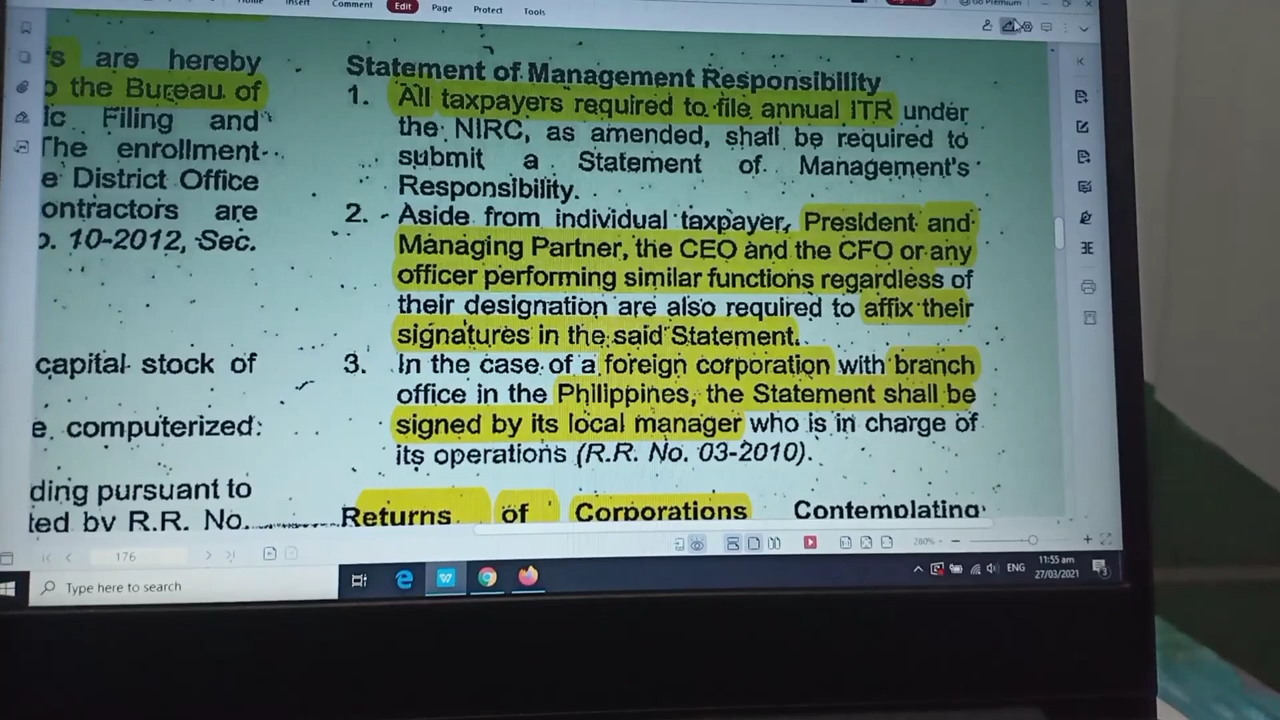 Home Insert Comment Edit Page Protect Tools
s are hereby
o the Bureau of
ic Filing and
The enrollment
e District Office
ontractors are
o. 10-2012, Sec.
capital stock of
e computerized:
ding pursuant to
ted by R.R. No.
Statement of Management Responsibility
1. All taxpayers required to file annual ITR under
the NIRC, as amended, shall be required to
submit a Statement of Management's
Responsibility.
2. Aside from individual taxpayer, President and
Managing Partner, the CEO and the CFO or any
officer performing similar functions regardless of
their designation are also required to affix their
signatures in the said Statement.
3. In the case of a foreign corporation with branch
office in the Philippines, the Statement shall be
signed by its local manager who is in charge of
its operations (R.R. No. 03-2010).
Returns of Corporations Contemplating
176
280%
Type here to search
ENG
11:55 am
27/03/2021